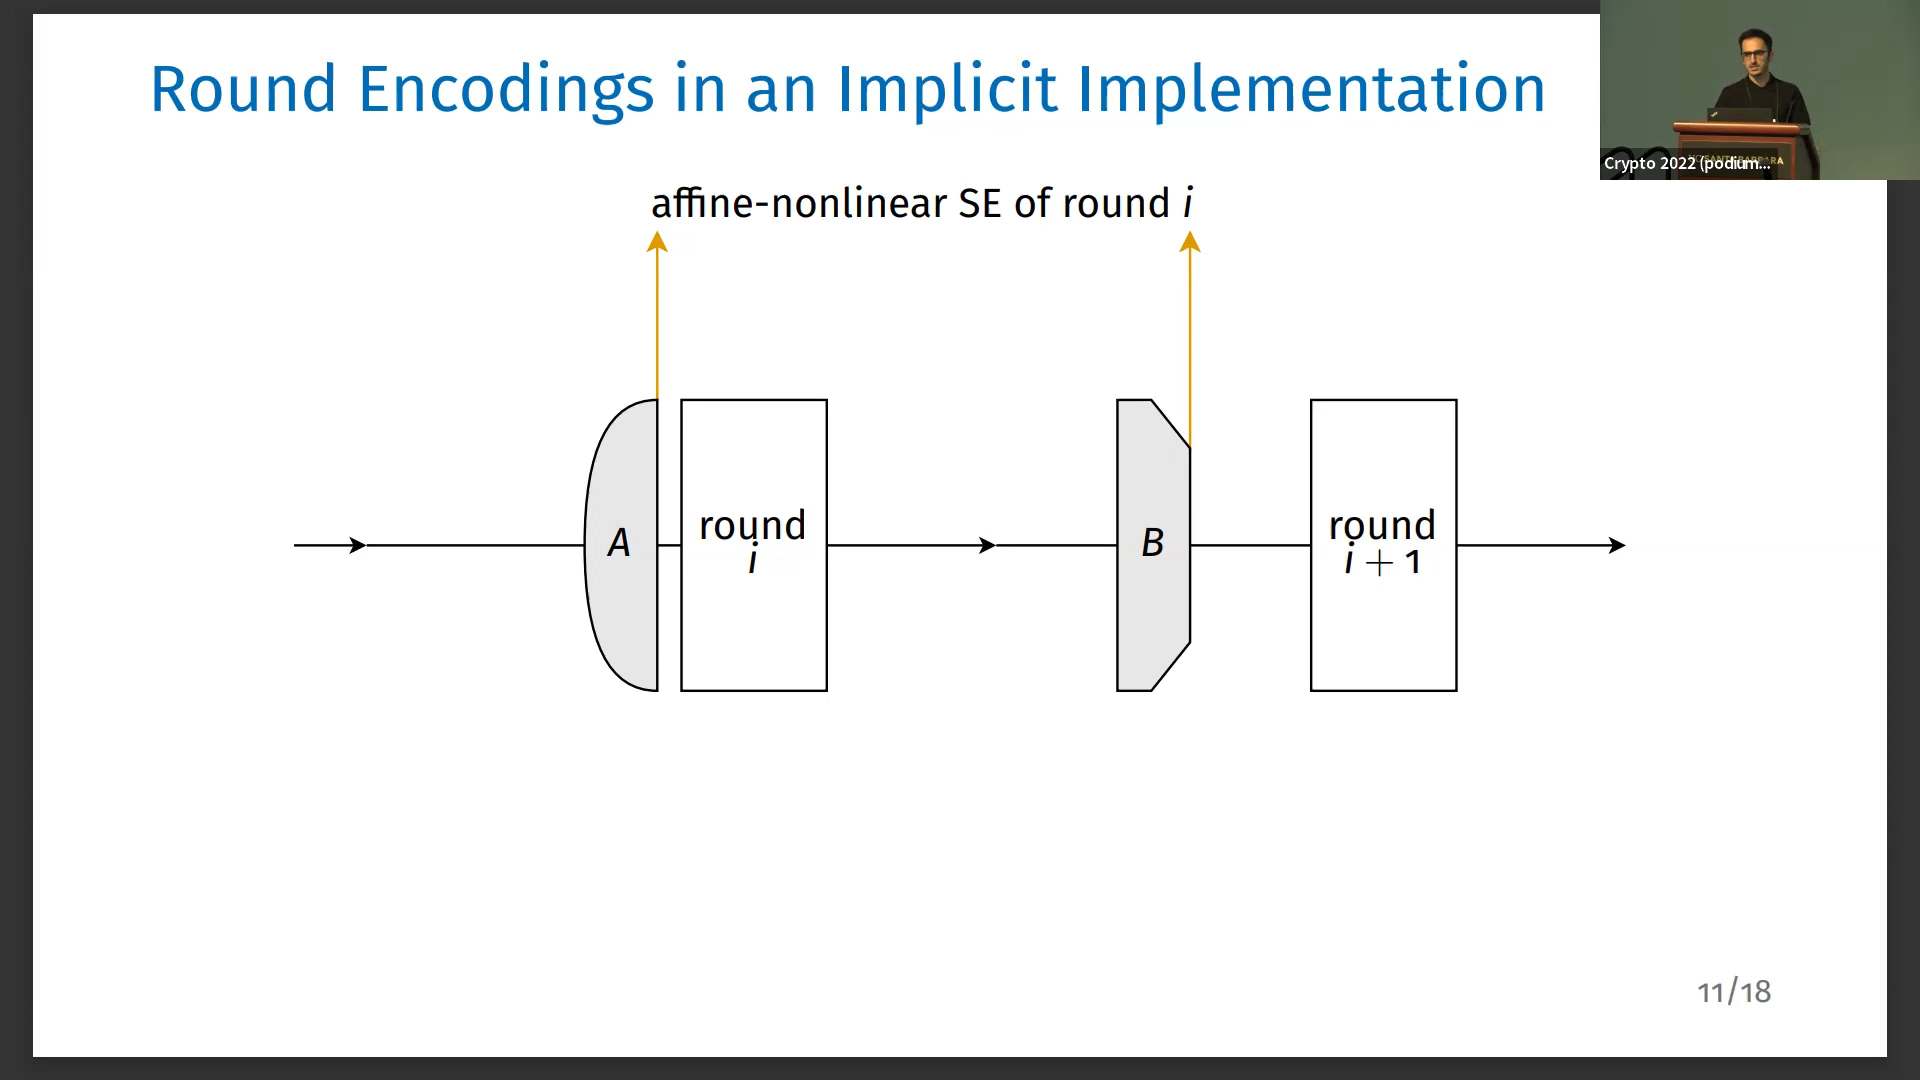 Round Encodings in an Implicit Implementation
Crypto 2022 (podium...
affine-nonlinear SE of round i
A
round
i
B
round
i + 1
11/18